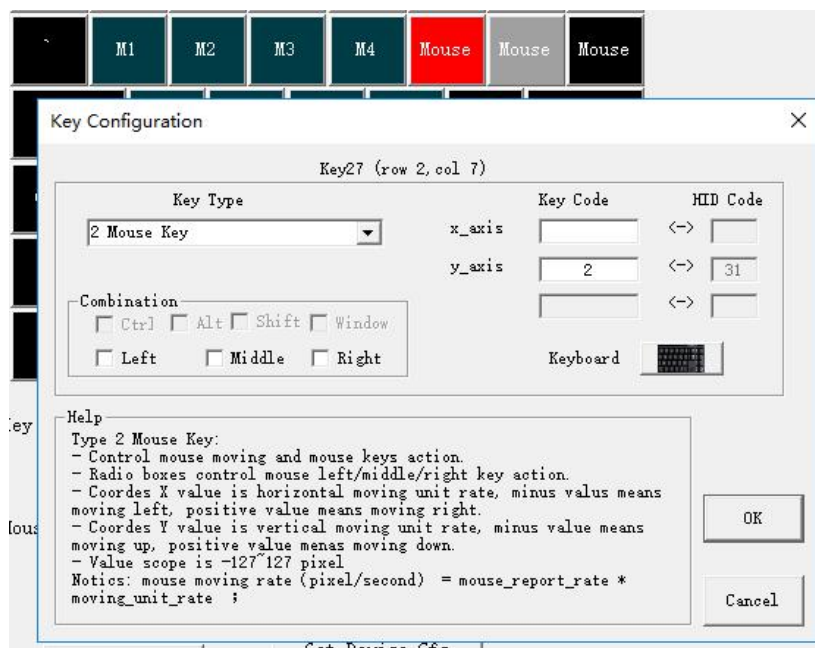 `
M1
M2
M3
M4
Mouse
Mouse
Mouse
Key Configuration
Key27 (row 2, col 7)
Key Type
Key Code
HID Code
2 Mouse Key
x_axis
<->
y_axis
2
<->
31
<->
Combination
Ctrl
Alt
Shift
Window
Left
Middle
Right
Keyboard
ey
Help
Type 2 Mouse Key:
- Control mouse moving and mouse keys action.
- Radio boxes control mouse left/middle/right key action.
- Coordes X value is horizontal moving unit rate, minus valus means
moving left, positive value means moving right.
- Coordes Y value is vertical moving unit rate, minus value means
moving up, positive value menas moving down.
- Value scope is -127~127 pixel
Notics: mouse moving rate (pixel/second)  = mouse_report_rate *
moving_unit_rate  ;
OK
Cancel